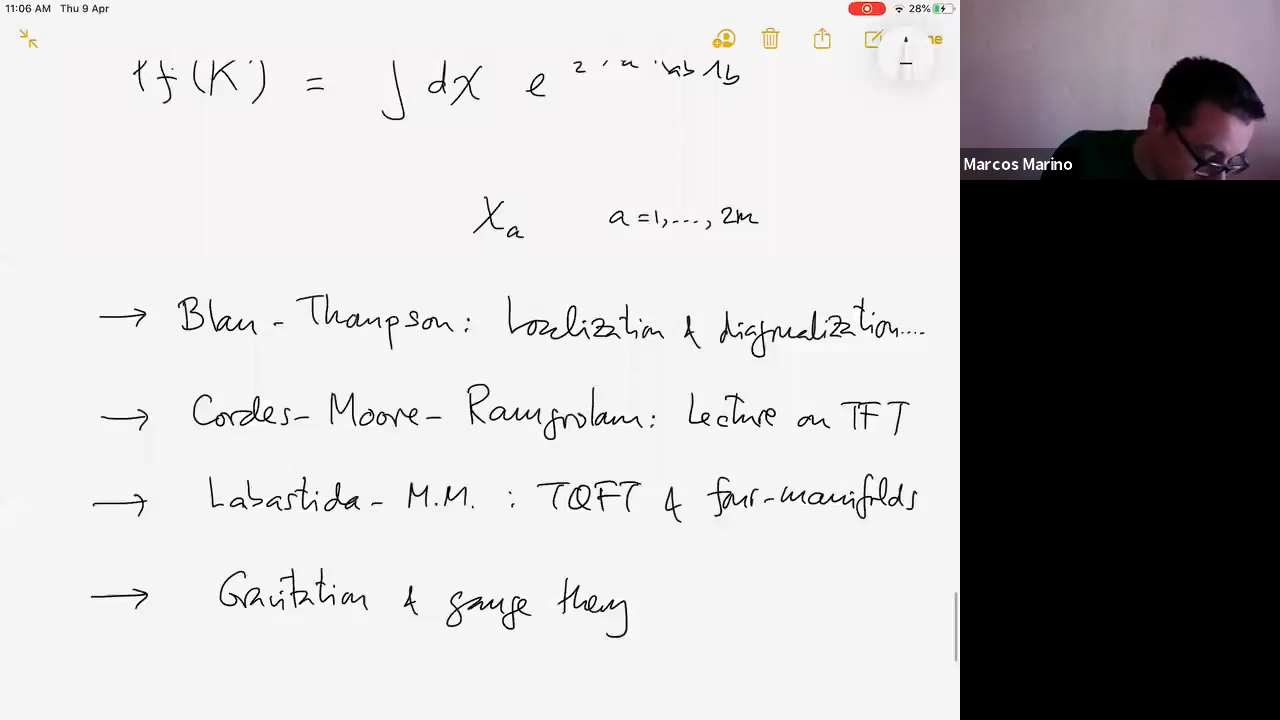 11:06 AM Thu 9 Apr
28%
Pf(K) = ∫ dχ e
χₐ a = 1, ..., 2m
Marcos Marino
→ Blau - Thompson: Localization & diagonalization....
→ Cordes - Moore - Ramgoolam: Lecture on TFT
→ Labastida - M.M. : TQFT & four-manifolds
→ Gravitation & gauge theory